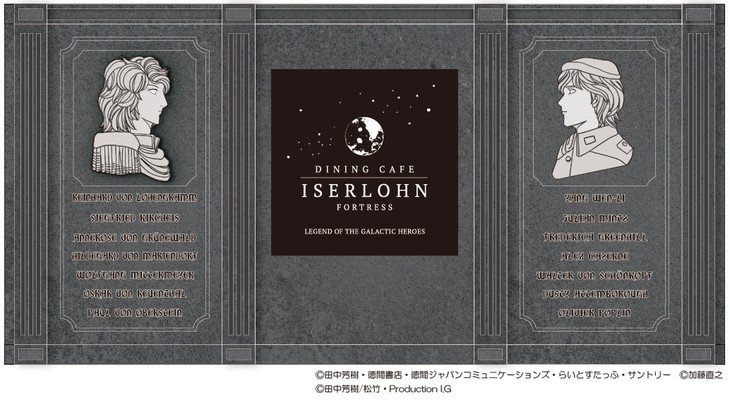 REINHARD VON LOHENGRAMM
SIEGFRIED KIRCHEIS
ANNEROSE VON GRÜNEWALD
HILDEGARD VON MARIENDORF
WOLFGANG MITTERMEYER
OSKAR VON REUENTHAL
PAUL VON OBERSTEIN
DINING CAFE
ISERLOHN
FORTRESS
LEGEND OF THE GALACTIC HEROES
YANG WEN-LI
JULIAN MINTZ
FREDERICA GREENHILL
ALEX CAZERNE
WALTER VON SCHÖNKOPF
DUSTY ATTEMBOROUGH
OLIVIER POPLIN
©田中芳樹・徳間書店・徳間ジャパンコミュニケーションズ・らいとすたっふ・サントリー ©加藤直之
©田中芳樹/松竹・Production I,G